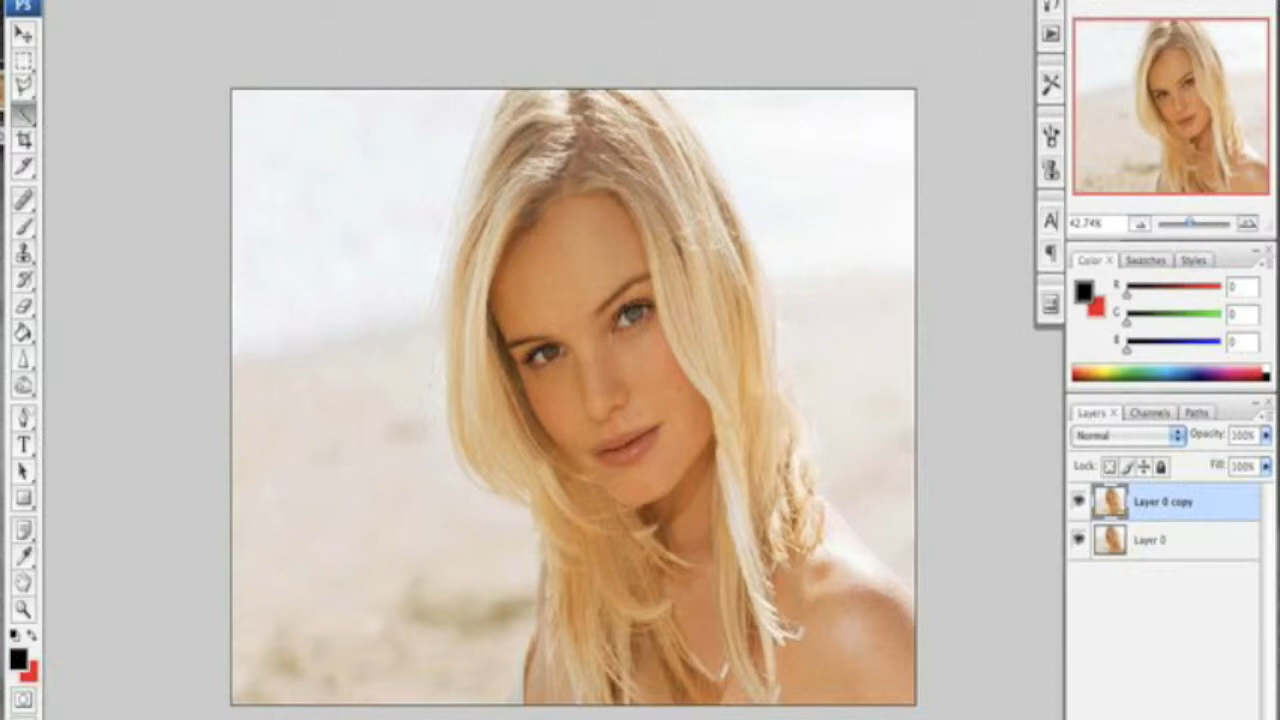 Ps
A
¶
42.74%
Color × Swatches Styles
R 0
G 0
B 0
Layers × Channels Paths
Normal Opacity: 100%
Lock: Fill: 100%
Layer 0 copy
Layer 0
T